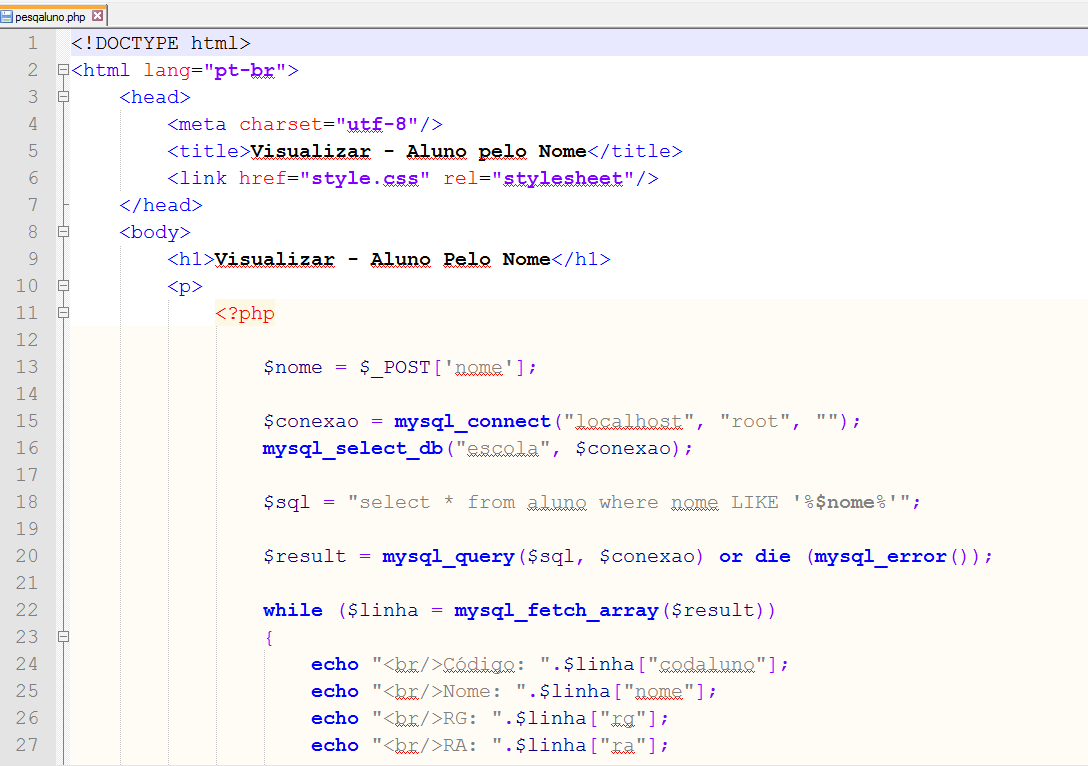 pesqaluno.php
1 <!DOCTYPE html>
2 <html lang="pt-br">
3 <head>
4 <meta charset="utf-8"/>
5 <title>Visualizar - Aluno pelo Nome</title>
6 <link href="style.css" rel="stylesheet"/>
7 </head>
8 <body>
9 <h1>Visualizar - Aluno Pelo Nome</h1>
10 <p>
11 <?php
12
13 $nome = $_POST['nome'];
14
15 $conexao = mysql_connect("localhost", "root", "");
16 mysql_select_db("escola", $conexao);
17
18 $sql = "select * from aluno where nome LIKE '%$nome%'";
19
20 $result = mysql_query($sql, $conexao) or die (mysql_error());
21
22 while ($linha = mysql_fetch_array($result))
23 {
24 echo "<br/>Código: ".$linha["codaluno"];
25 echo "<br/>Nome: ".$linha["nome"];
26 echo "<br/>RG: ".$linha["rg"];
27 echo "<br/>RA: ".$linha["ra"];